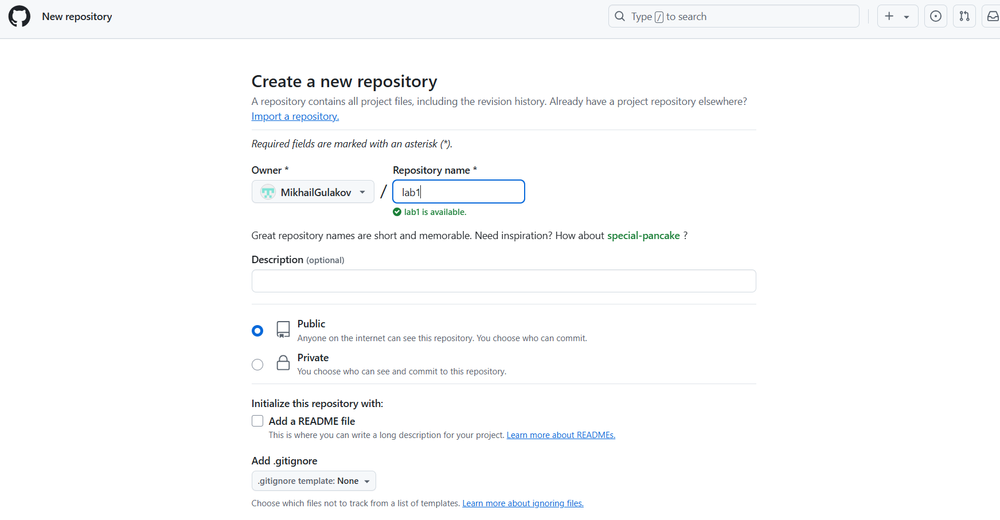 New repository
Type / to search
Create a new repository
A repository contains all project files, including the revision history. Already have a project repository elsewhere?
Import a repository.
Required fields are marked with an asterisk (*).
Owner * Repository name *
MikhailGulakov / lab1
lab1 is available.
Great repository names are short and memorable. Need inspiration? How about special-pancake ?
Description (optional)
Public
Anyone on the internet can see this repository. You choose who can commit.
Private
You choose who can see and commit to this repository.
Initialize this repository with:
Add a README file
This is where you can write a long description for your project. Learn more about READMEs.
Add .gitignore
.gitignore template: None
Choose which files not to track from a list of templates. Learn more about ignoring files.